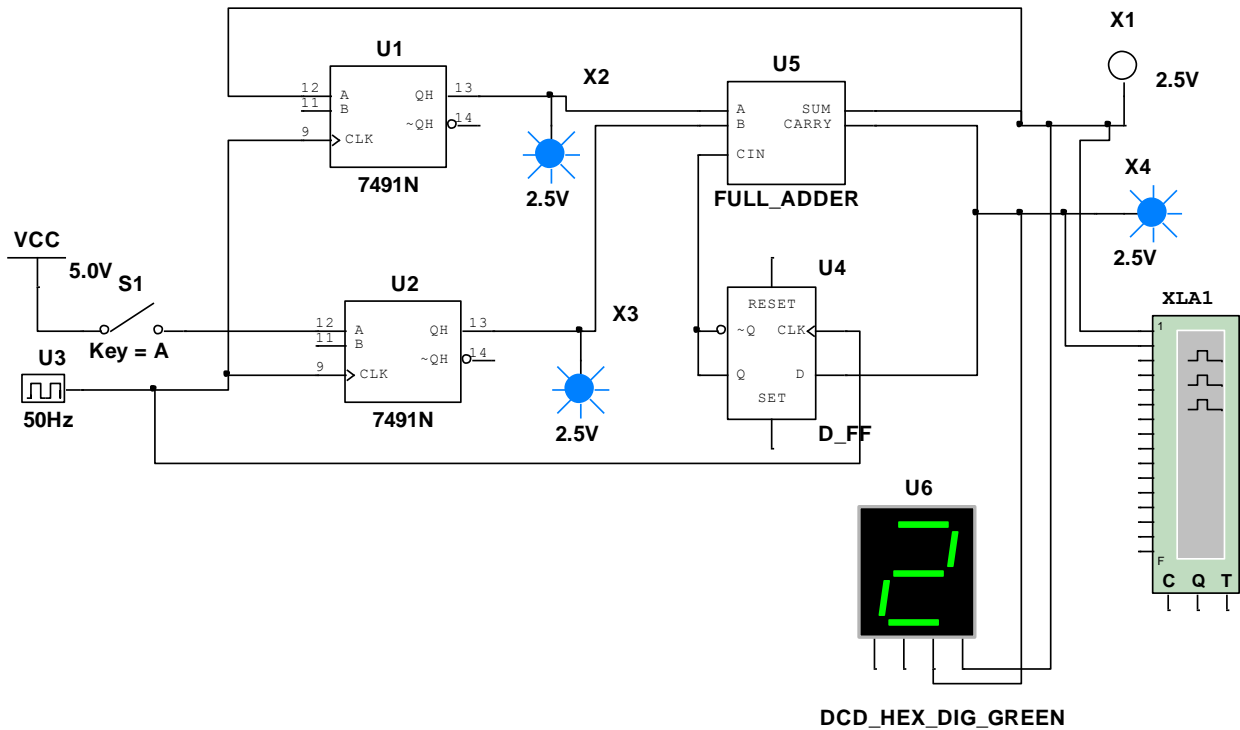 X1
2.5V
U1
12 A QH 13
11 B
~QH 14
9 CLK
7491N
X2
2.5V
U5
A SUM
B CARRY
CIN
FULL_ADDER
X4
2.5V
VCC
5.0V
S1
Key = A
U3
50Hz
U2
12 A QH 13
11 B
~QH 14
9 CLK
7491N
X3
2.5V
U4
RESET
~Q CLK
Q D
SET
D_FF
XLA1
1
F
C Q T
U6
2
DCD_HEX_DIG_GREEN